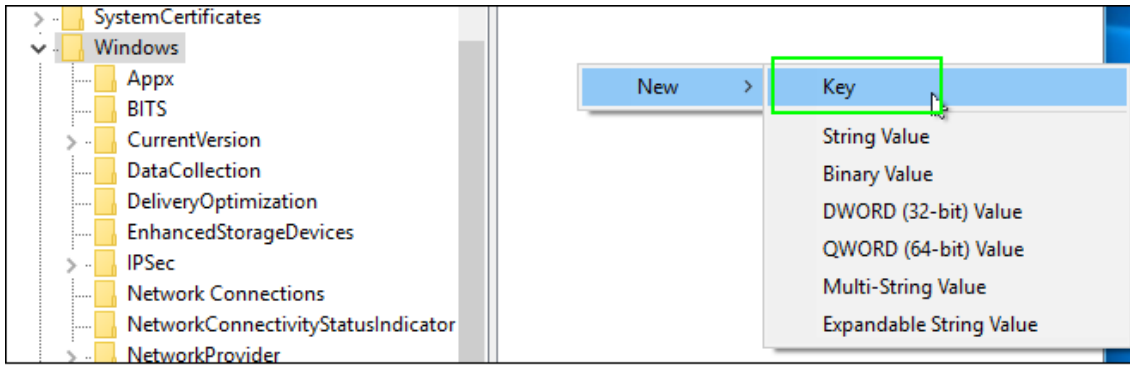 SystemCertificates
Windows
Appx
BITS
CurrentVersion
DataCollection
DeliveryOptimization
EnhancedStorageDevices
IPSec
Network Connections
NetworkConnectivityStatusIndicator
NetworkProvider
New
Key
String Value
Binary Value
DWORD (32-bit) Value
QWORD (64-bit) Value
Multi-String Value
Expandable String Value